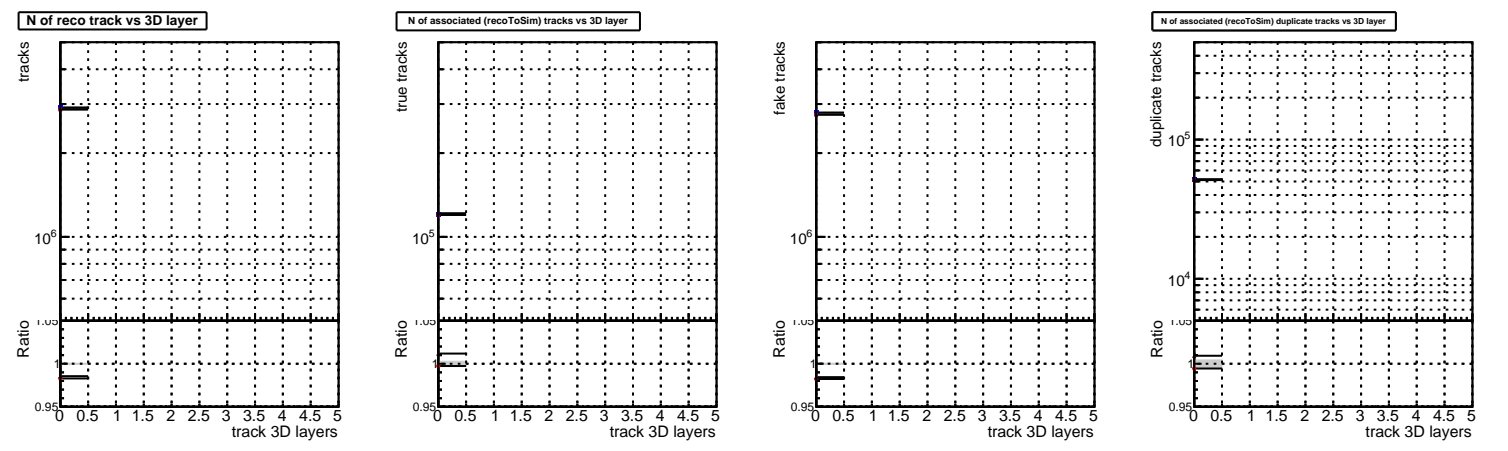 N of reco track vs 3D layer
tracks
10^6
Ratio
1.05
1
0.95
0 0.5 1 1.5 2 2.5 3 3.5 4 4.5 5
track 3D layers
N of associated (recoToSim) tracks vs 3D layer
true tracks
10^5
Ratio
1.05
1
0.95
0 0.5 1 1.5 2 2.5 3 3.5 4 4.5 5
track 3D layers
fake tracks
10^6
Ratio
1.05
1
0.95
0 0.5 1 1.5 2 2.5 3 3.5 4 4.5 5
track 3D layers
N of associated (recoToSim) duplicate tracks vs 3D layer
duplicate tracks
10^5
10^4
Ratio
1.05
1
0.95
0 0.5 1 1.5 2 2.5 3 3.5 4 4.5 5
track 3D layers